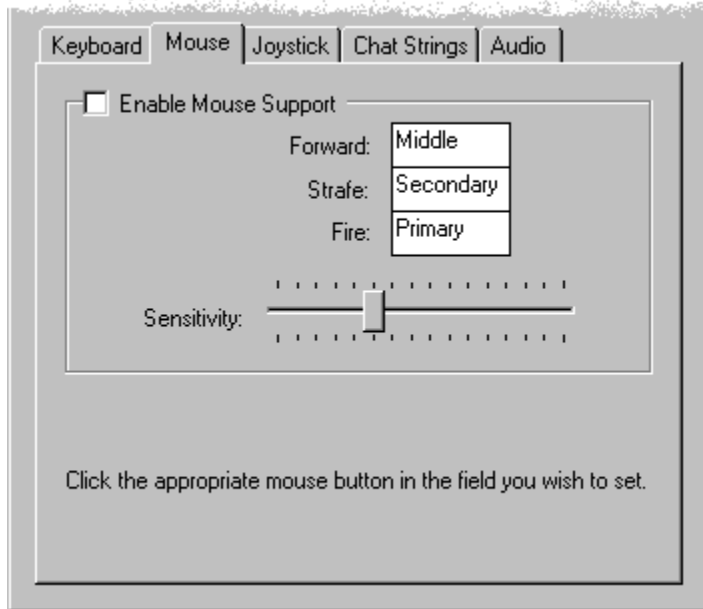 Keyboard Mouse Joystick Chat Strings Audio
Enable Mouse Support
Forward: Middle
Strafe: Secondary
Fire: Primary
Sensitivity:
Click the appropriate mouse button in the field you wish to set.